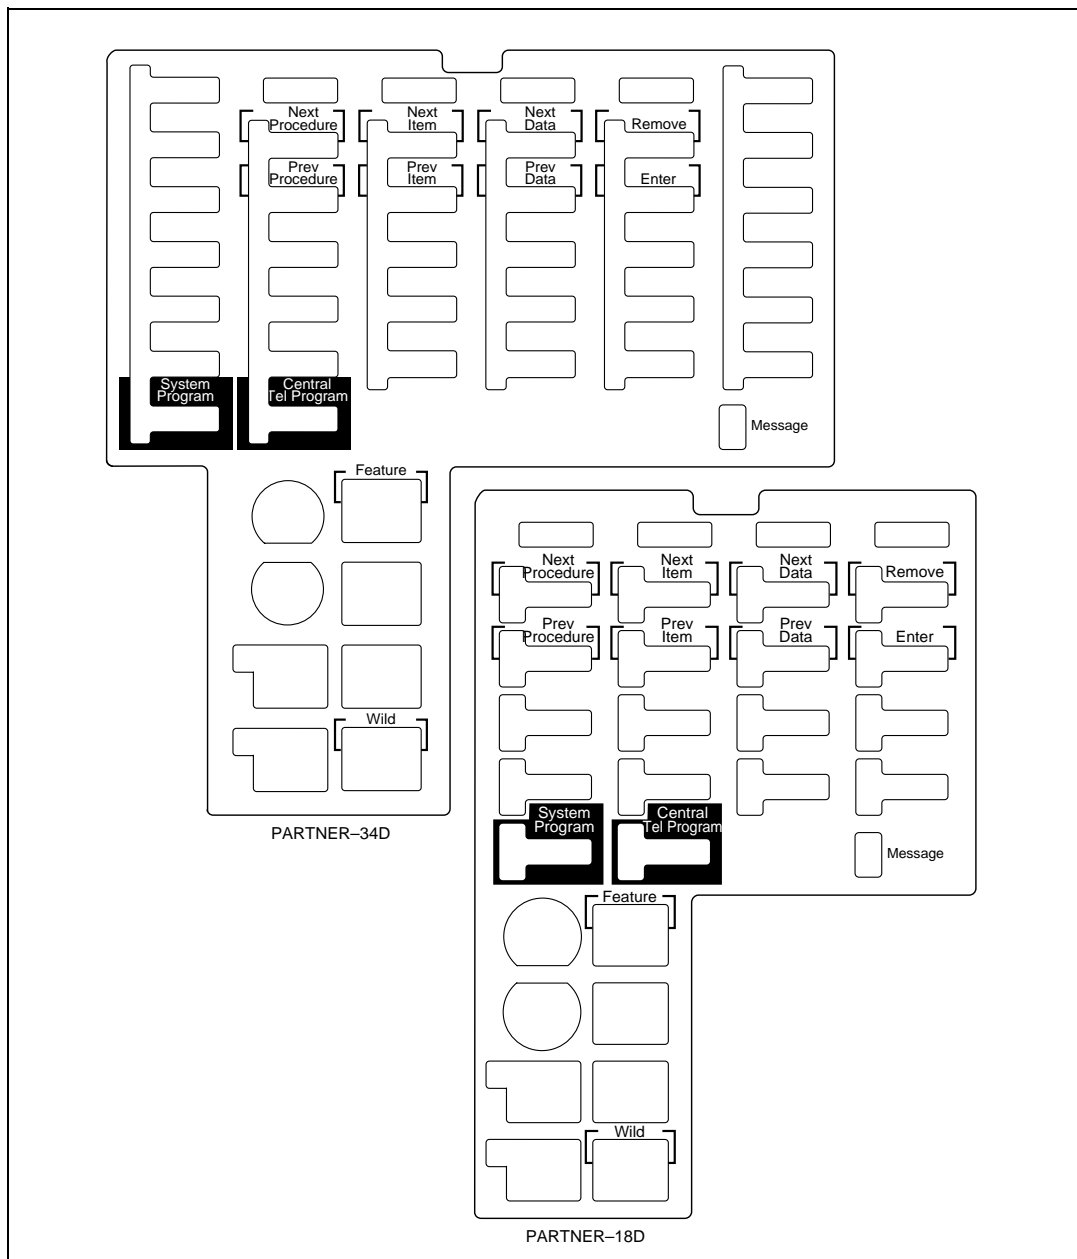 Next
Procedure
Next
Item
Next
Data
Remove
Prev
Procedure
Prev
Item
Prev
Data
Enter
System
Program
Central
Tel Program
Message
Feature
Wild
PARTNER–34D
Next
Procedure
Next
Item
Next
Data
Remove
Prev
Procedure
Prev
Item
Prev
Data
Enter
System
Program
Central
Tel Program
Message
Feature
Wild
PARTNER–18D